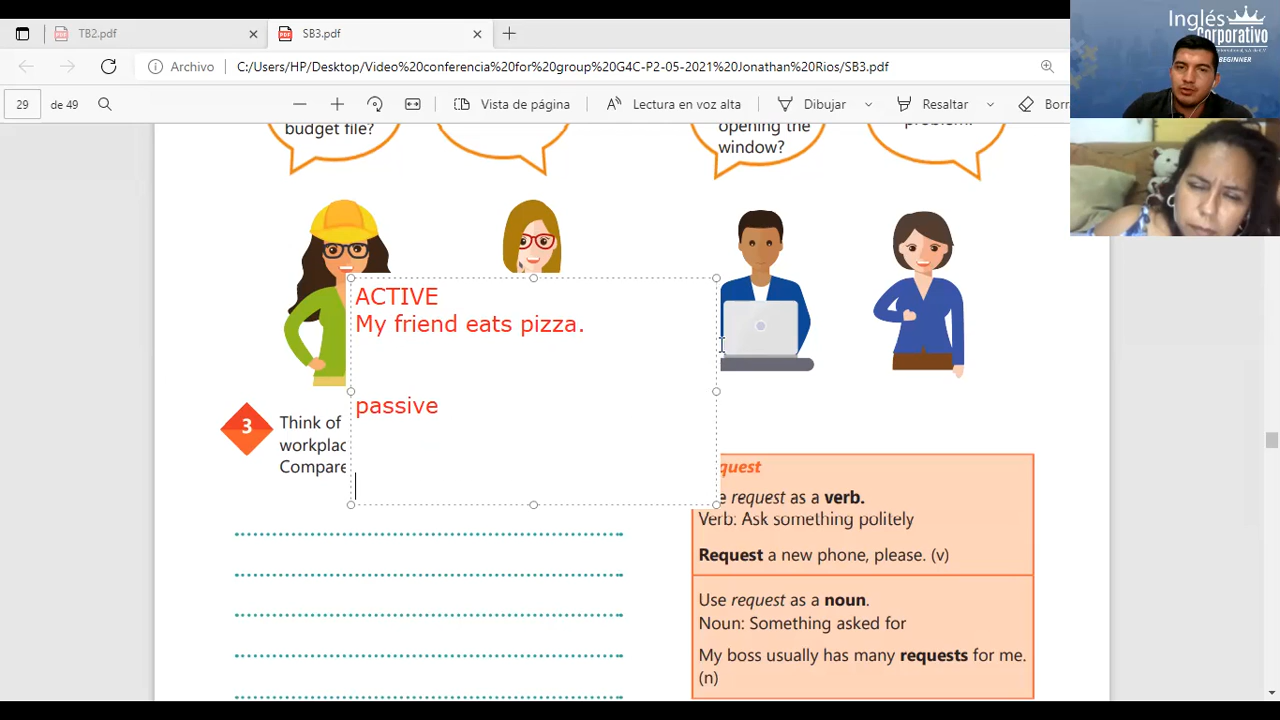 TB2.pdf
SB3.pdf
Archivo
C:/Users/HP/Desktop/Video%20conferencia%20m3%20group%20G4C-P2-05-2021%20Jonathan%20Rios/SB3.pdf
29
de 49
Vista de página
Lectura en voz alta
Dibujar
Resaltar
Inglés
Corporativo
BEGINNER
budget file?
opening the
window?
problem.
ACTIVE
My friend eats pizza.
passive
3
Think of
workplac
Compare
quest
e request as a verb.
Verb: Ask something politely
Request a new phone, please. (v)
Use request as a noun.
Noun: Something asked for
My boss usually has many requests for me.
(n)